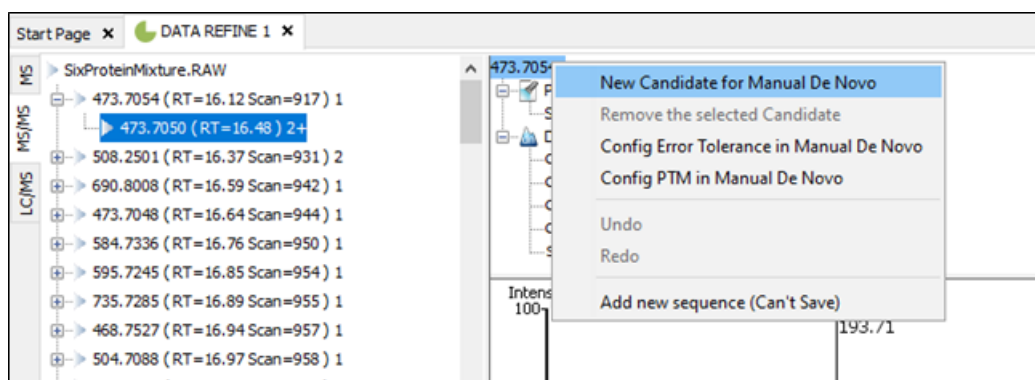 Start Page
DATA REFINE 1
MS
MS/MS
LC/MS
SixProteinMixture.RAW
473.7054 ( RT=16.12 Scan=917 ) 1
473.7050 ( RT=16.48 ) 2+
508.2501 ( RT=16.37 Scan=931 ) 2
690.8008 ( RT=16.59 Scan=942 ) 1
473.7048 ( RT=16.64 Scan=944 ) 1
584.7336 ( RT=16.76 Scan=950 ) 1
595.7245 ( RT=16.85 Scan=954 ) 1
735.7285 ( RT=16.89 Scan=955 ) 1
468.7527 ( RT=16.94 Scan=957 ) 1
504.7088 ( RT=16.97 Scan=958 ) 1
473.705
New Candidate for Manual De Novo
Remove the selected Candidate
Config Error Tolerance in Manual De Novo
Config PTM in Manual De Novo
Undo
Redo
Add new sequence (Can't Save)
Intens
100
193.71